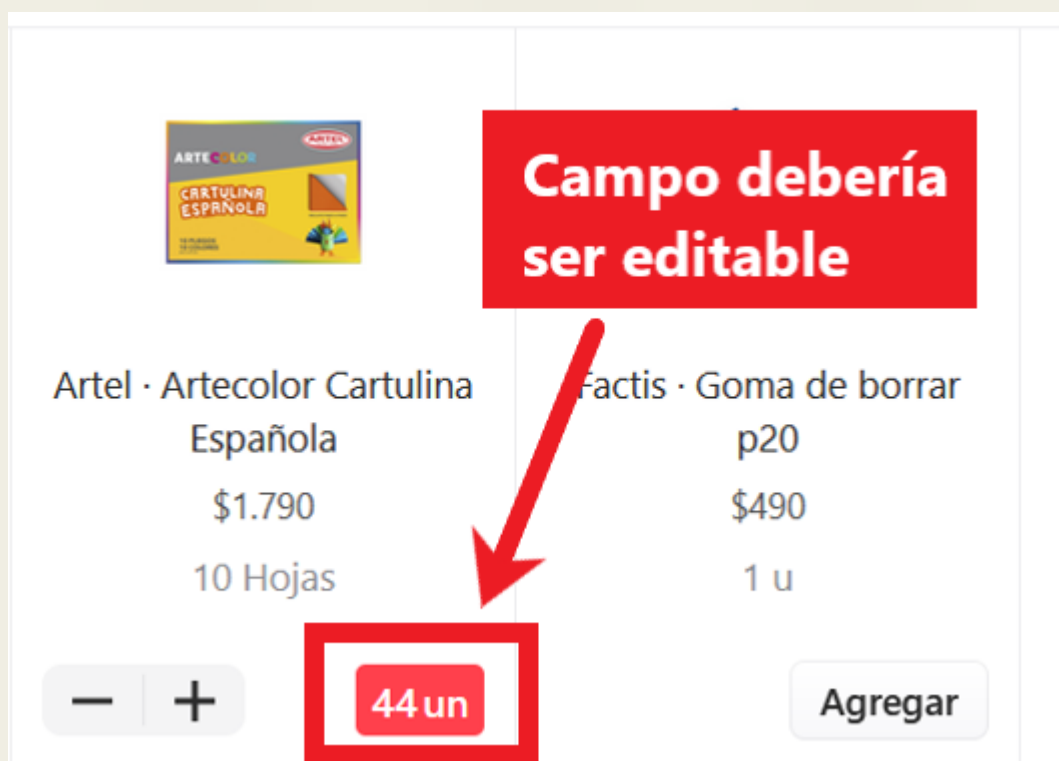 ARTEL
ARTECOLOR
CARTULINA
ESPAÑOLA
Campo debería
ser editable
Artel · Artecolor Cartulina
Española
$1.790
10 Hojas
44 un
Factis · Goma de borrar
p20
$490
1 u
Agregar